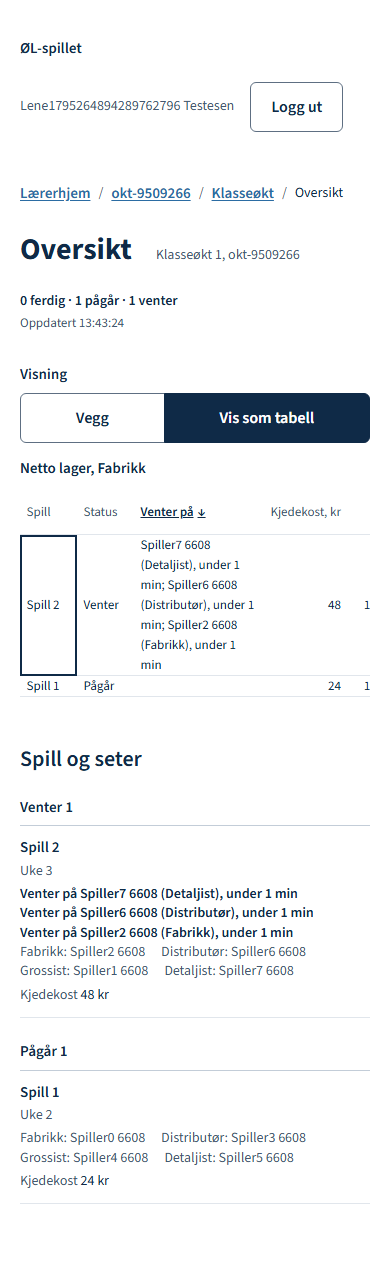 ØL-spillet
Lene1795264894289762796 Testesen
Logg ut
Lærerhjem / okt-9509266 / Klasseøkt / Oversikt
Oversikt Klasseøkt 1, okt-9509266
0 ferdig · 1 pågår · 1 venter
Oppdatert 13:43:24
Visning
Vegg Vis som tabell
Netto lager, Fabrikk
Spill Status Venter på ↓ Kjedekost, kr
Spiller7 6608
(Detaljist), under 1
min; Spiller6 6608
Spill 2 Venter (Distributør), under 1 48 1
min; Spiller2 6608
(Fabrikk), under 1
min
Spill 1 Pågår 24 1
Spill og seter
Venter 1
Spill 2
Uke 3
Venter på Spiller7 6608 (Detaljist), under 1 min
Venter på Spiller6 6608 (Distributør), under 1 min
Venter på Spiller2 6608 (Fabrikk), under 1 min
Fabrikk: Spiller2 6608 Distributør: Spiller6 6608
Grossist: Spiller1 6608 Detaljist: Spiller7 6608
Kjedekost 48 kr
Pågår 1
Spill 1
Uke 2
Fabrikk: Spiller0 6608 Distributør: Spiller3 6608
Grossist: Spiller4 6608 Detaljist: Spiller5 6608
Kjedekost 24 kr